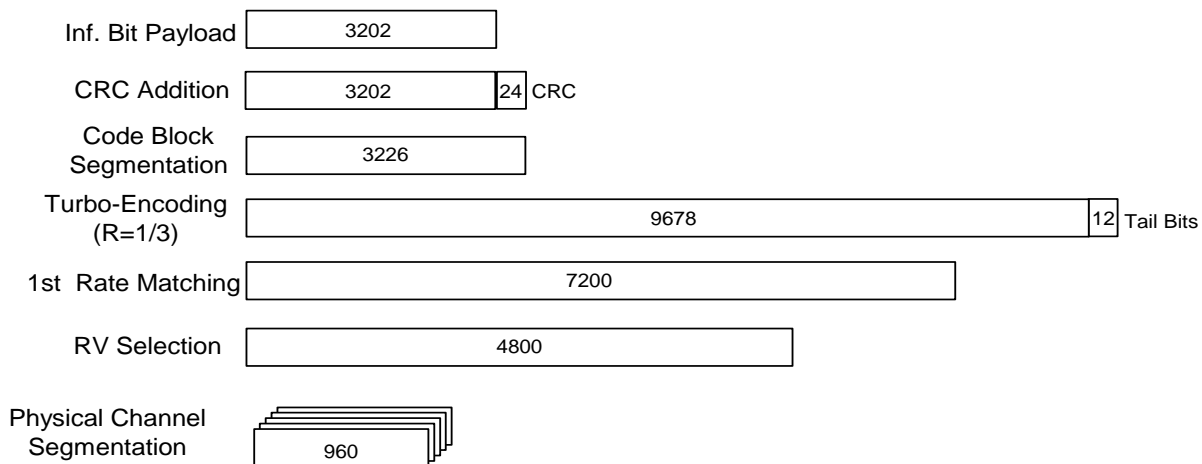 Inf. Bit Payload
3202
CRC Addition
3202
24
CRC
Code Block
Segmentation
3226
Turbo-Encoding
(R=1/3)
9678
12
Tail Bits
1st Rate Matching
7200
RV Selection
4800
Physical Channel
Segmentation
960